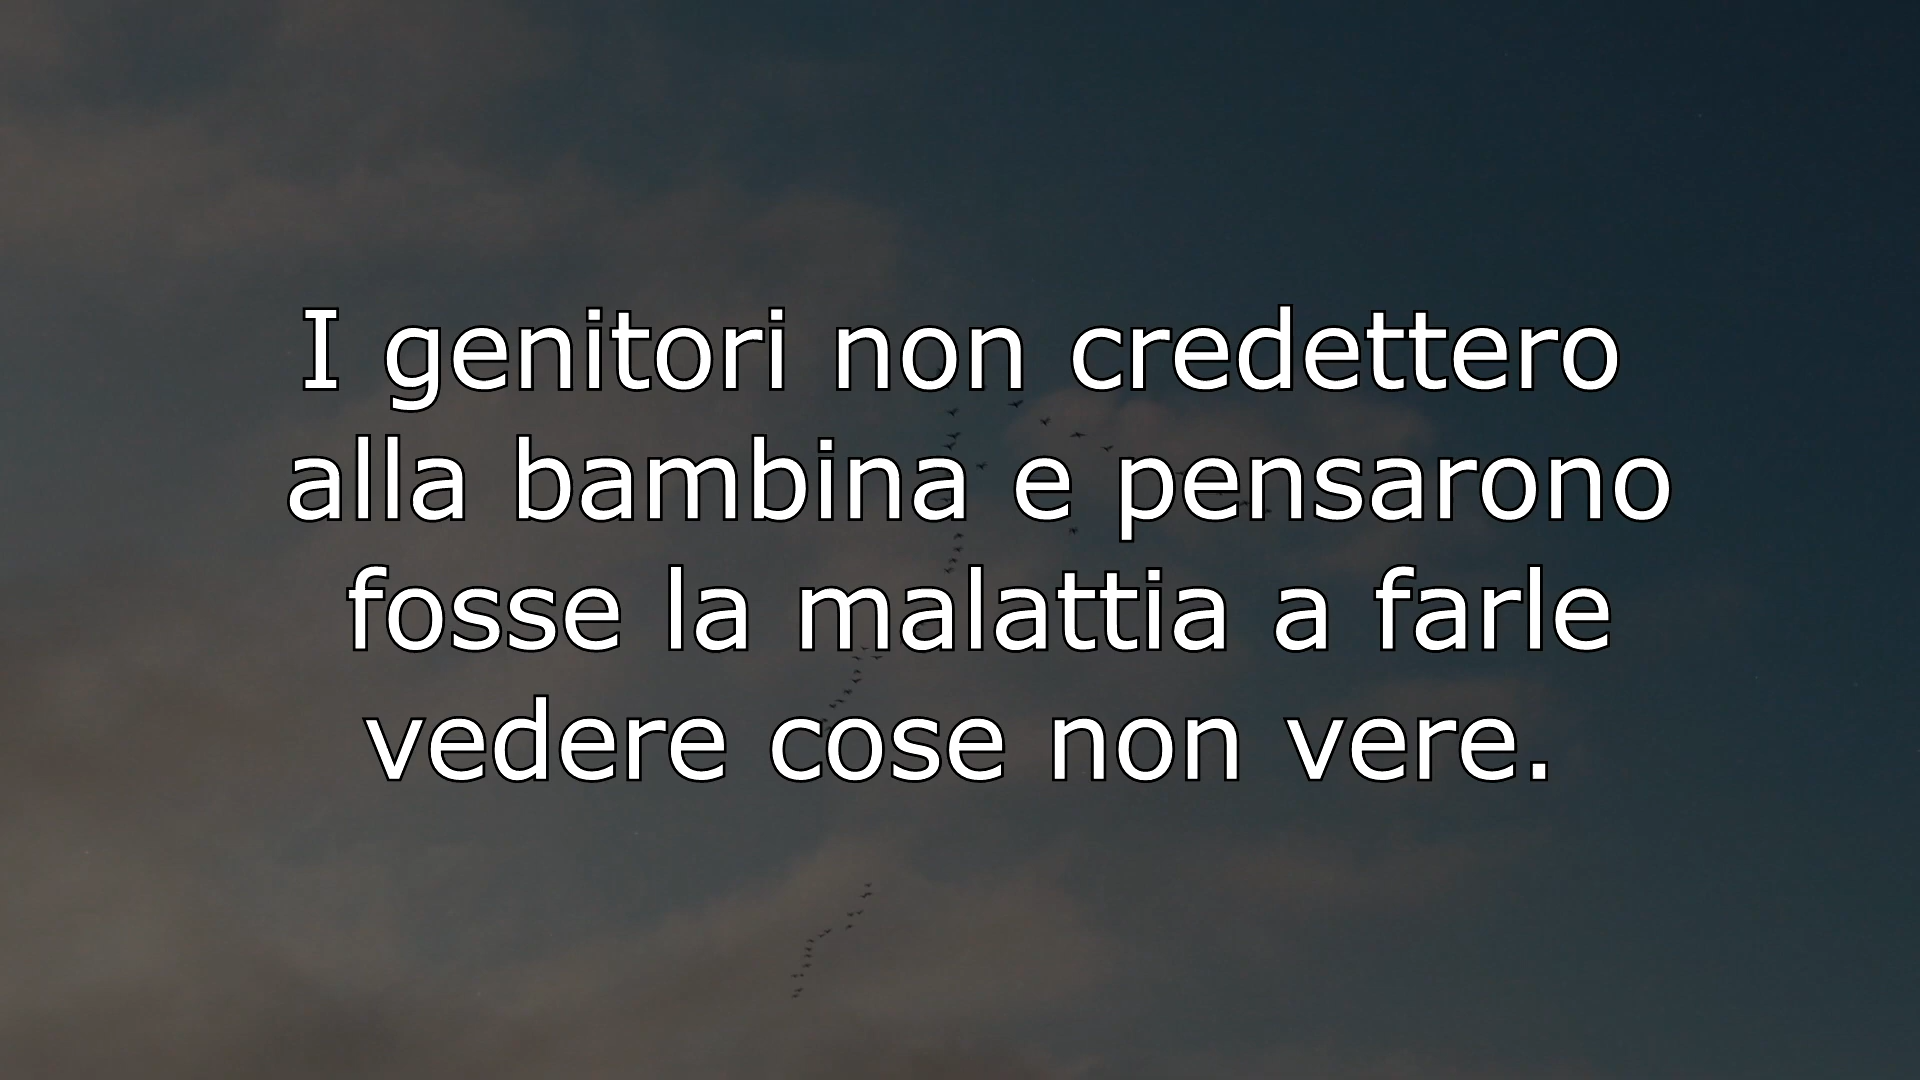 I genitori non credettero
alla bambina e pensarono
fosse la malattia a farle
vedere cose non vere.